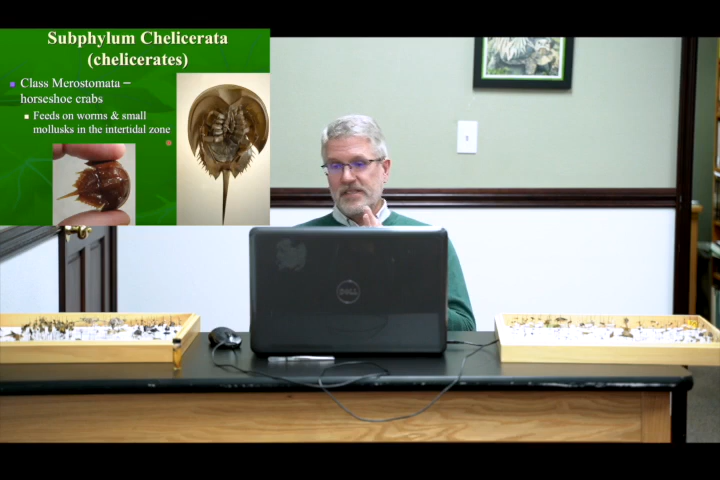 Subphylum Chelicerata
(chelicerates)
Class Merostomata –
horseshoe crabs
Feeds on worms & small
mollusks in the intertidal zone
DELL